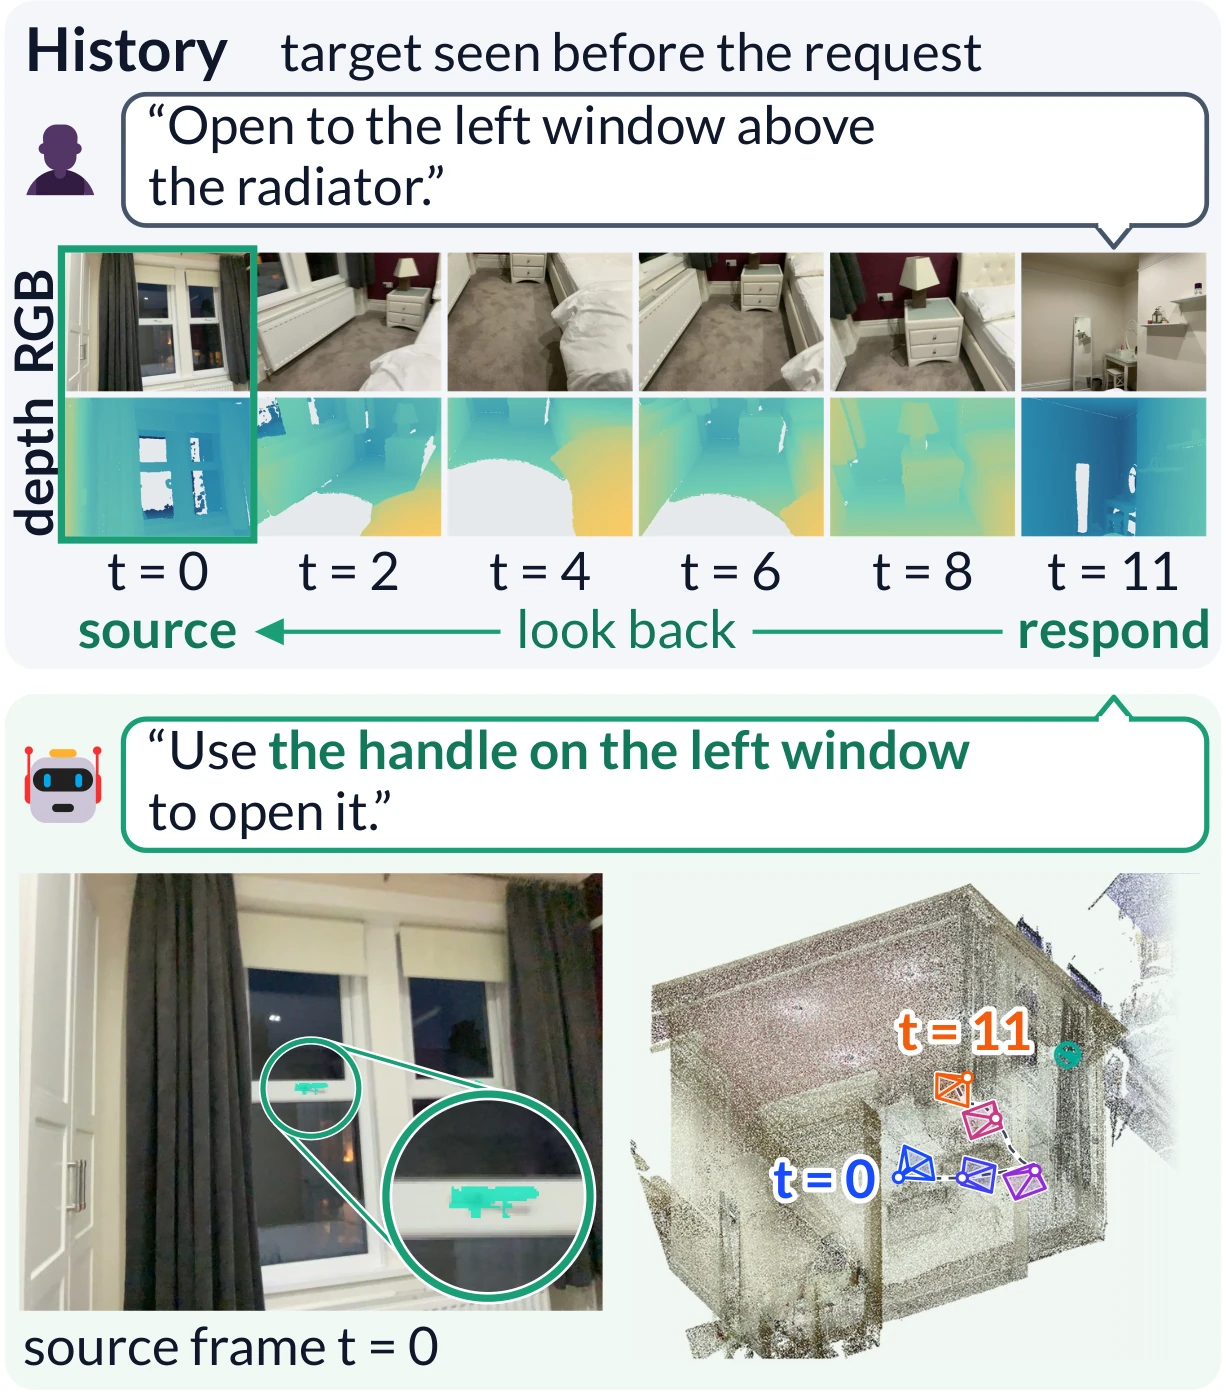 History target seen before the request
“Open to the left window above
the radiator.”
RGB
depth
t = 0 t = 2 t = 4 t = 6 t = 8 t = 11
source look back respond
“Use the handle on the left window
to open it.”
t = 11
t = 0
source frame t = 0